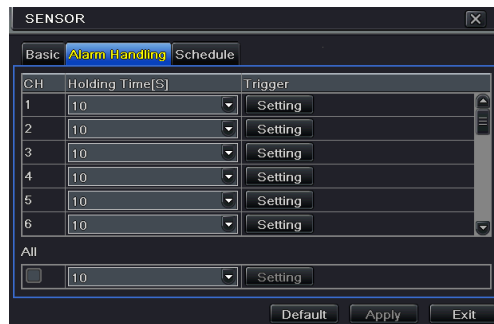 SENSOR
Basic Alarm Handling Schedule
CH Holding Time[S] Trigger
1 10 Setting
2 10 Setting
3 10 Setting
4 10 Setting
5 10 Setting
6 10 Setting
All
10 Setting
Default Apply Exit